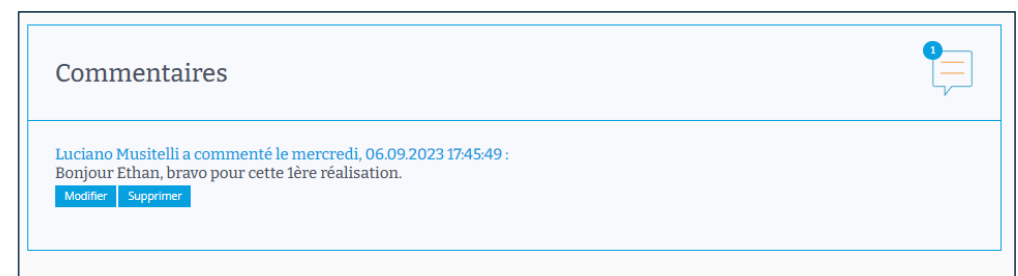 Commentaires
1
Luciano Musitelli a commenté le mercredi, 06.09.2023 17:45:49 :
Bonjour Ethan, bravo pour cette 1ère réalisation.
Modifier Supprimer